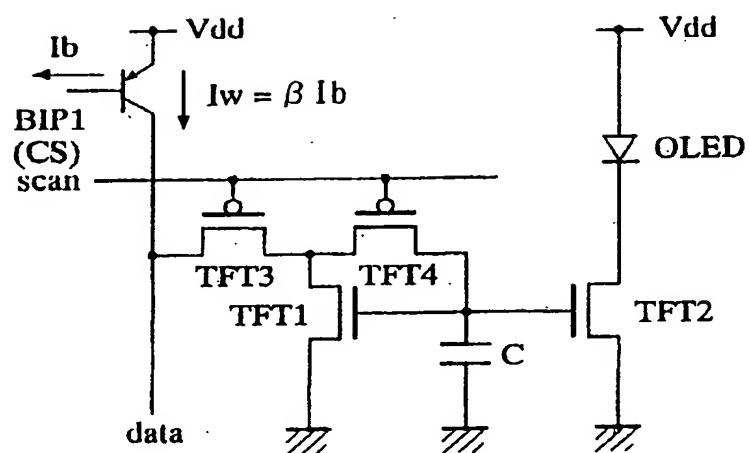 Vdd
Vdd
Ib
Iw = β Ib
BIP1
(CS)
scan
OLED
TFT3
TFT4
TFT1
TFT2
C
data